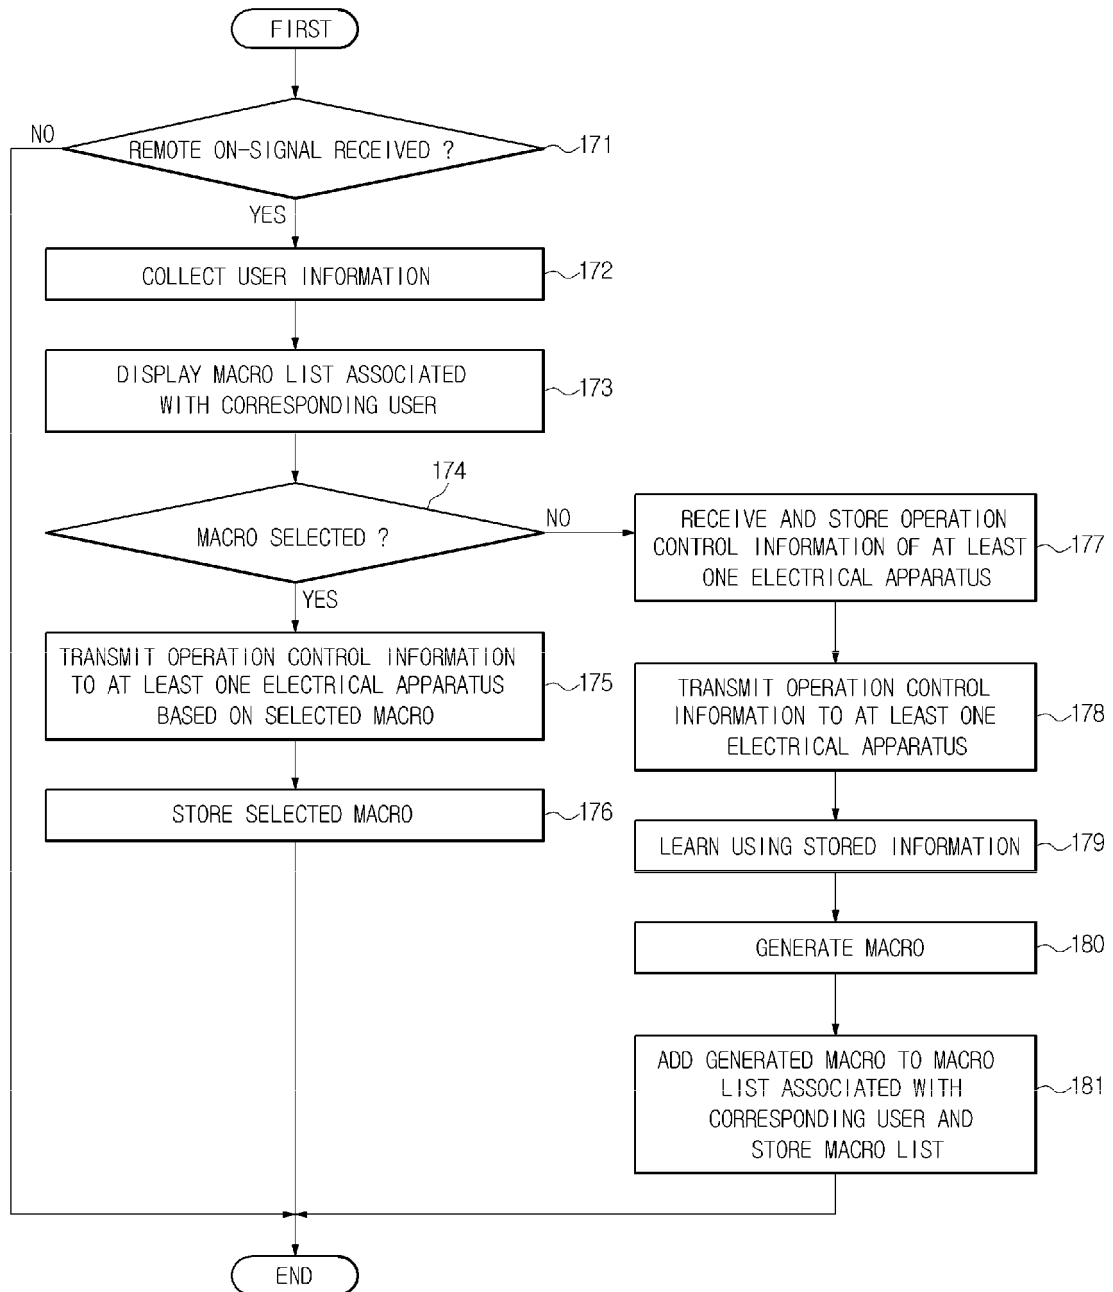 FIRST
NO
REMOTE ON-SIGNAL RECEIVED ?
171
YES
COLLECT USER INFORMATION
172
DISPLAY MACRO LIST ASSOCIATED
WITH CORRESPONDING USER
173
174
MACRO SELECTED ?
NO
YES
RECEIVE AND STORE OPERATION
CONTROL INFORMATION OF AT LEAST
ONE ELECTRICAL APPARATUS
177
TRANSMIT OPERATION CONTROL INFORMATION
TO AT LEAST ONE ELECTRICAL APPARATUS
BASED ON SELECTED MACRO
175
TRANSMIT OPERATION CONTROL
INFORMATION TO AT LEAST ONE
ELECTRICAL APPARATUS
178
STORE SELECTED MACRO
176
LEARN USING STORED INFORMATION
179
GENERATE MACRO
180
ADD GENERATED MACRO TO MACRO
LIST ASSOCIATED WITH
CORRESPONDING USER AND
STORE MACRO LIST
181
END